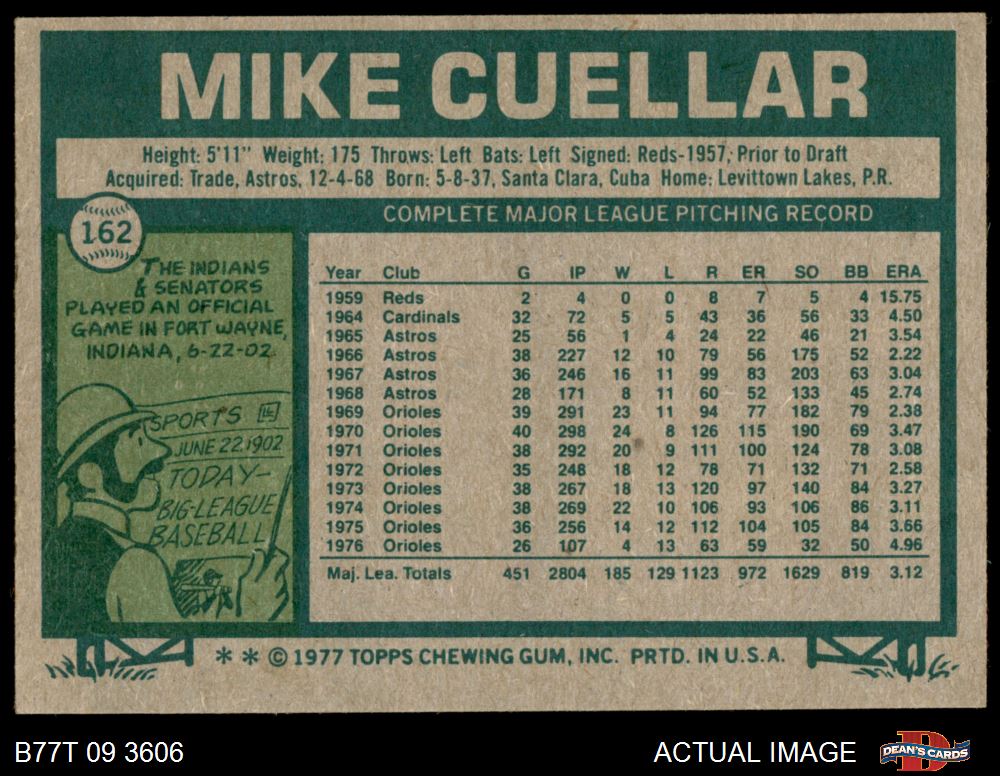 MIKE CUELLAR
Height: 5'11" Weight: 175 Throws: Left Bats: Left Signed: Reds-1957, Prior to Draft
Acquired: Trade, Astros, 12-4-68 Born: 5-8-37, Santa Clara, Cuba Home: Levittown Lakes, P.R.
162
THE INDIANS
& SENATORS
PLAYED AN OFFICIAL
GAME IN FORT WAYNE,
INDIANA, 6-22-02.
SPORTS
JUNE 22, 1902
TODAY-
BIG-LEAGUE
BASEBALL
COMPLETE MAJOR LEAGUE PITCHING RECORD
Year Club G IP W L R ER SO BB ERA
1959 Reds 2 4 0 0 8 7 5 4 15.75
1964 Cardinals 32 72 5 5 43 36 56 33 4.50
1965 Astros 25 56 1 4 24 22 46 21 3.54
1966 Astros 38 227 12 10 79 56 175 52 2.22
1967 Astros 36 246 16 11 99 83 203 63 3.04
1968 Astros 28 171 8 11 60 52 133 45 2.74
1969 Orioles 39 291 23 11 94 77 182 79 2.38
1970 Orioles 40 298 24 8 126 115 190 69 3.47
1971 Orioles 38 292 20 9 111 100 124 78 3.08
1972 Orioles 35 248 18 12 78 71 132 71 2.58
1973 Orioles 38 267 18 13 120 97 140 84 3.27
1974 Orioles 38 269 22 10 106 93 106 86 3.11
1975 Orioles 36 256 14 12 112 104 105 84 3.66
1976 Orioles 26 107 4 13 63 59 32 50 4.96
Maj. Lea. Totals 451 2804 185 129 1123 972 1629 819 3.12
* * © 1977 TOPPS CHEWING GUM, INC. PRTD. IN U.S.A.
B77T 09 3606
ACTUAL IMAGE
DEAN'S CARDS